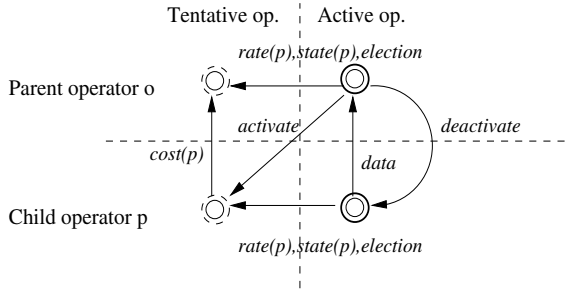 Tentative op. Active op.
rate(p),state(p),election
Parent operator o
activate
deactivate
cost(p)
data
Child operator p
rate(p),state(p),election